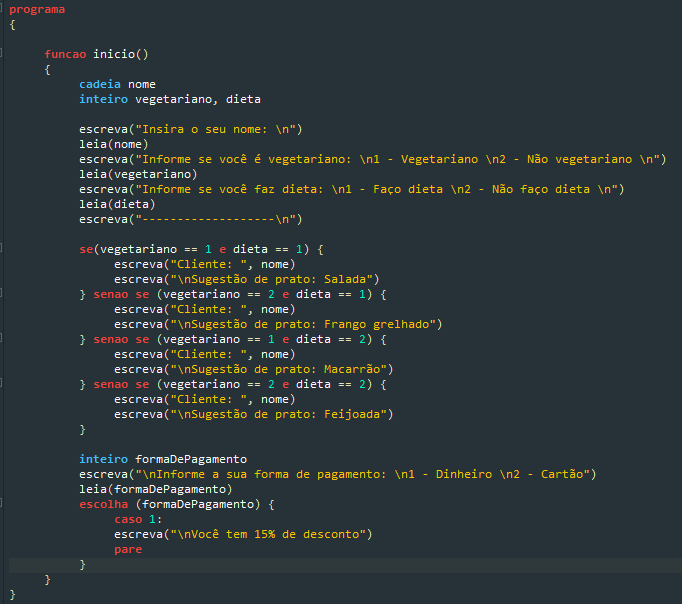 programa
{
funcao inicio()
{
cadeia nome
inteiro vegetariano, dieta
escreva("Insira o seu nome: \n")
leia(nome)
escreva("Informe se você é vegetariano: \n1 - Vegetariano \n2 - Não vegetariano \n")
leia(vegetariano)
escreva("Informe se você faz dieta: \n1 - Faço dieta \n2 - Não faço dieta \n")
leia(dieta)
escreva("-------------------\n")
se(vegetariano == 1 e dieta == 1) {
escreva("Cliente: ", nome)
escreva("\nSugestão de prato: Salada")
} senao se (vegetariano == 2 e dieta == 1) {
escreva("Cliente: ", nome)
escreva("\nSugestão de prato: Frango grelhado")
} senao se (vegetariano == 1 e dieta == 2) {
escreva("Cliente: ", nome)
escreva("\nSugestão de prato: Macarrão")
} senao se (vegetariano == 2 e dieta == 2) {
escreva("Cliente: ", nome)
escreva("\nSugestão de prato: Feijoada")
}
inteiro formaDePagamento
escreva("\nInforme a sua forma de pagamento: \n1 - Dinheiro \n2 - Cartão")
leia(formaDePagamento)
escolha (formaDePagamento) {
caso 1:
escreva("\nVocê tem 15% de desconto")
pare
}
}
}